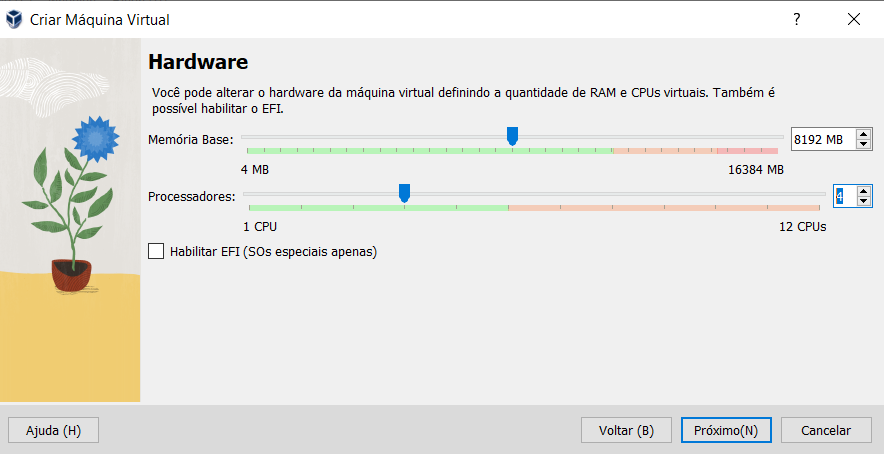 Criar Máquina Virtual
?
Hardware
Você pode alterar o hardware da máquina virtual definindo a quantidade de RAM e CPUs virtuais. Também é
possível habilitar o EFI.
Memória Base:
8192 MB
4 MB
16384 MB
Processadores:
4
1 CPU
12 CPUs
Habilitar EFI (SOs especiais apenas)
Ajuda (H)
Voltar (B)
Próximo(N)
Cancelar